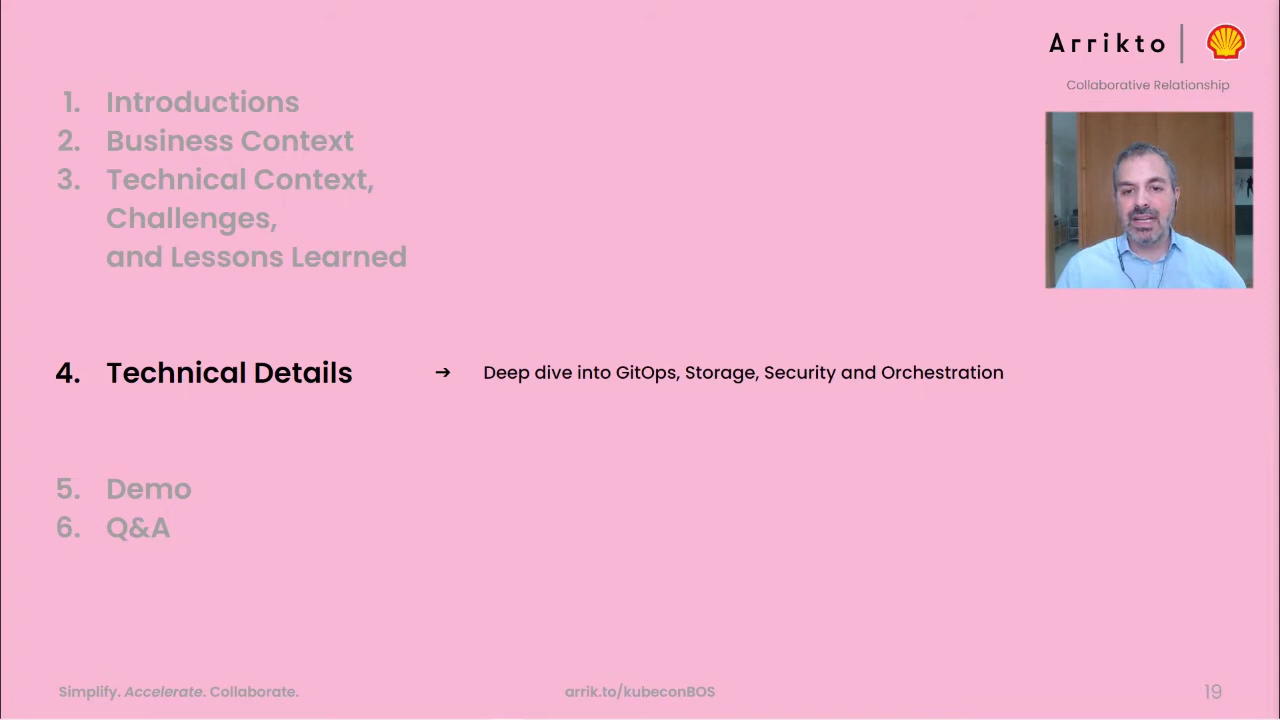 Arrikto
Collaborative Relationship
1. Introductions
2. Business Context
3. Technical Context,
Challenges,
and Lessons Learned
4. Technical Details ➔ Deep dive into GitOps, Storage, Security and Orchestration
5. Demo
6. Q&A
Simplify. Accelerate. Collaborate. arrik.to/kubeconBOS 19